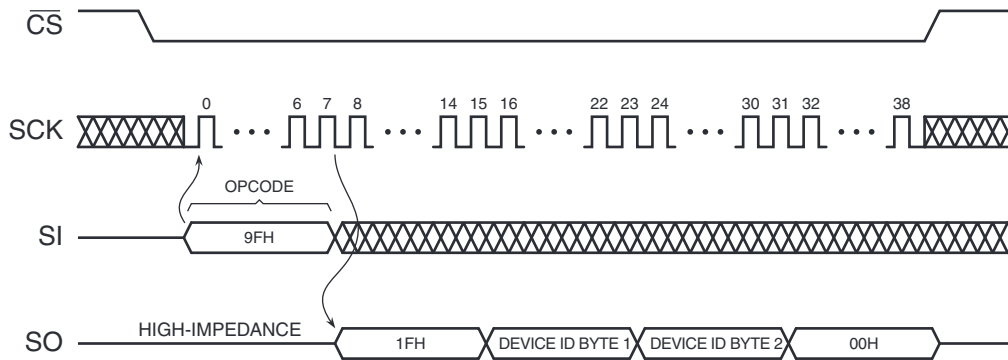 CS
0 6 7 8 14 15 16 22 23 24 30 31 32 38
SCK
OPCODE
SI 9FH
HIGH-IMPEDANCE
SO 1FH DEVICE ID BYTE 1 DEVICE ID BYTE 2 00H